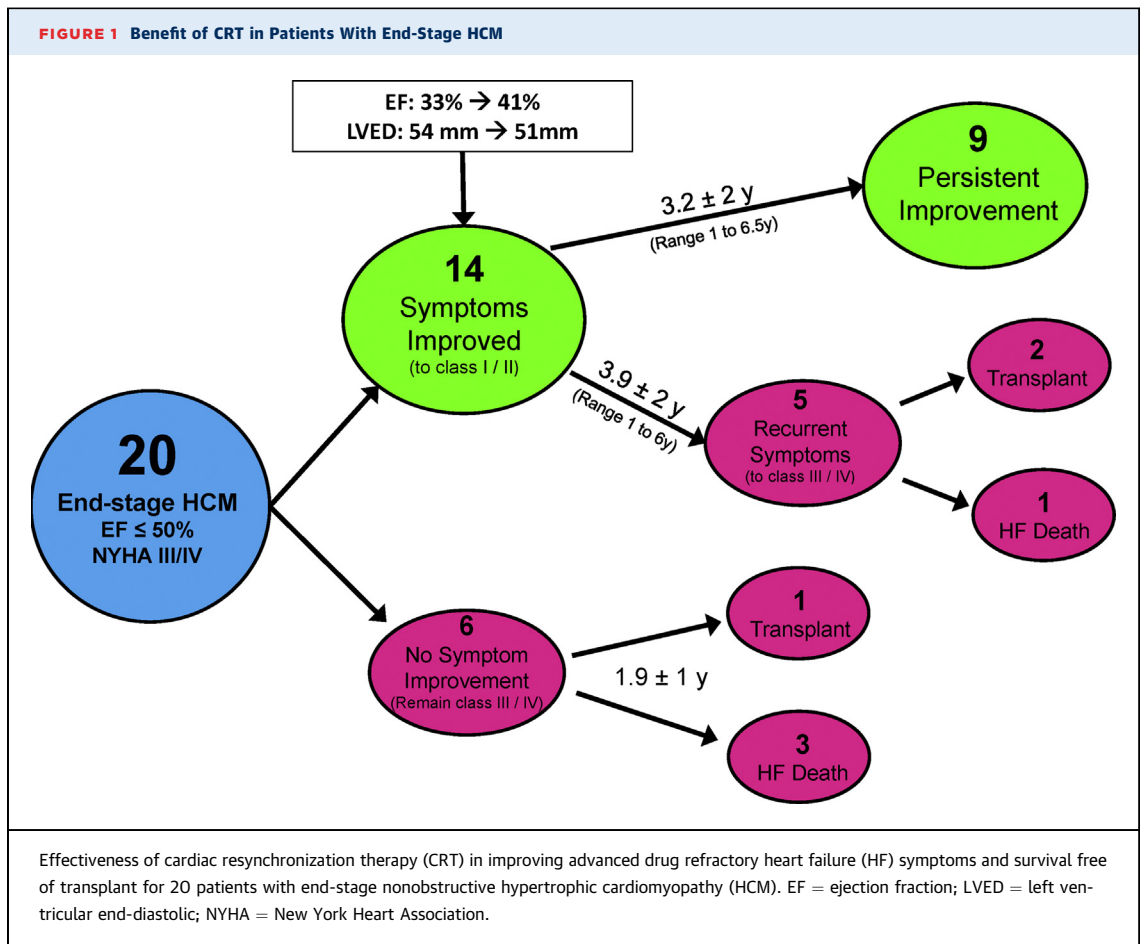 FIGURE 1 Benefit of CRT in Patients With End-Stage HCM
EF: 33% → 41%
LVED: 54 mm → 51mm
20
End-stage HCM
EF ≤ 50%
NYHA III/IV
14
Symptoms
Improved
(to class I / II)
3.2 ± 2 y
(Range 1 to 6.5y)
9
Persistent
Improvement
3.9 ± 2 y
(Range 1 to 6y)
5
Recurrent
Symptoms
(to class III / IV)
2
Transplant
1
HF Death
6
No Symptom
Improvement
(Remain class III / IV)
1.9 ± 1 y
1
Transplant
3
HF Death
Effectiveness of cardiac resynchronization therapy (CRT) in improving advanced drug refractory heart failure (HF) symptoms and survival free
of transplant for 20 patients with end-stage nonobstructive hypertrophic cardiomyopathy (HCM). EF = ejection fraction; LVED = left ven-
tricular end-diastolic; NYHA = New York Heart Association.